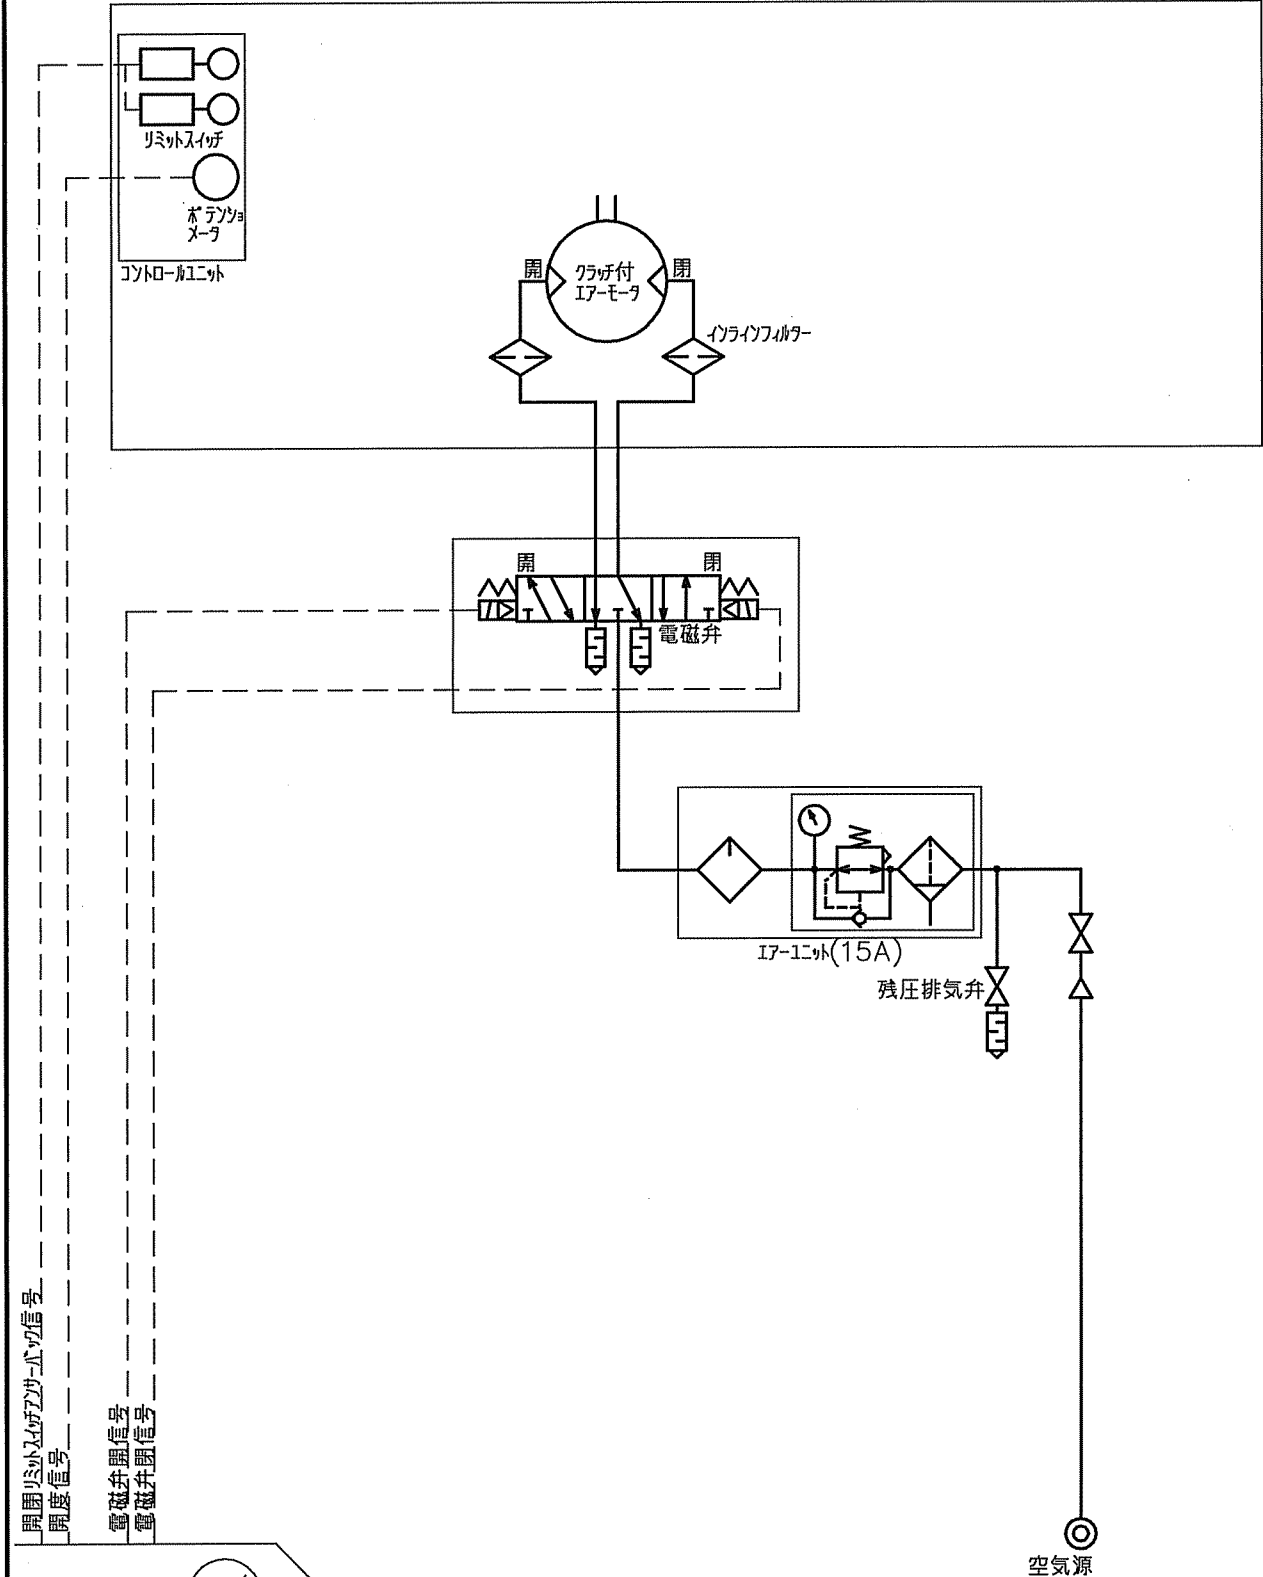 リミットスイッチ
ポテンショ
メータ
コントロールユニット
開
閉
クラッチ付
エアーモータ
インラインフィルター
開
閉
電磁弁
エアーユニット(15A)
残圧排気弁
開閉リミットスイッチアンサーバック信号
開度信号
電磁弁開信号
電磁弁閉信号
空気源